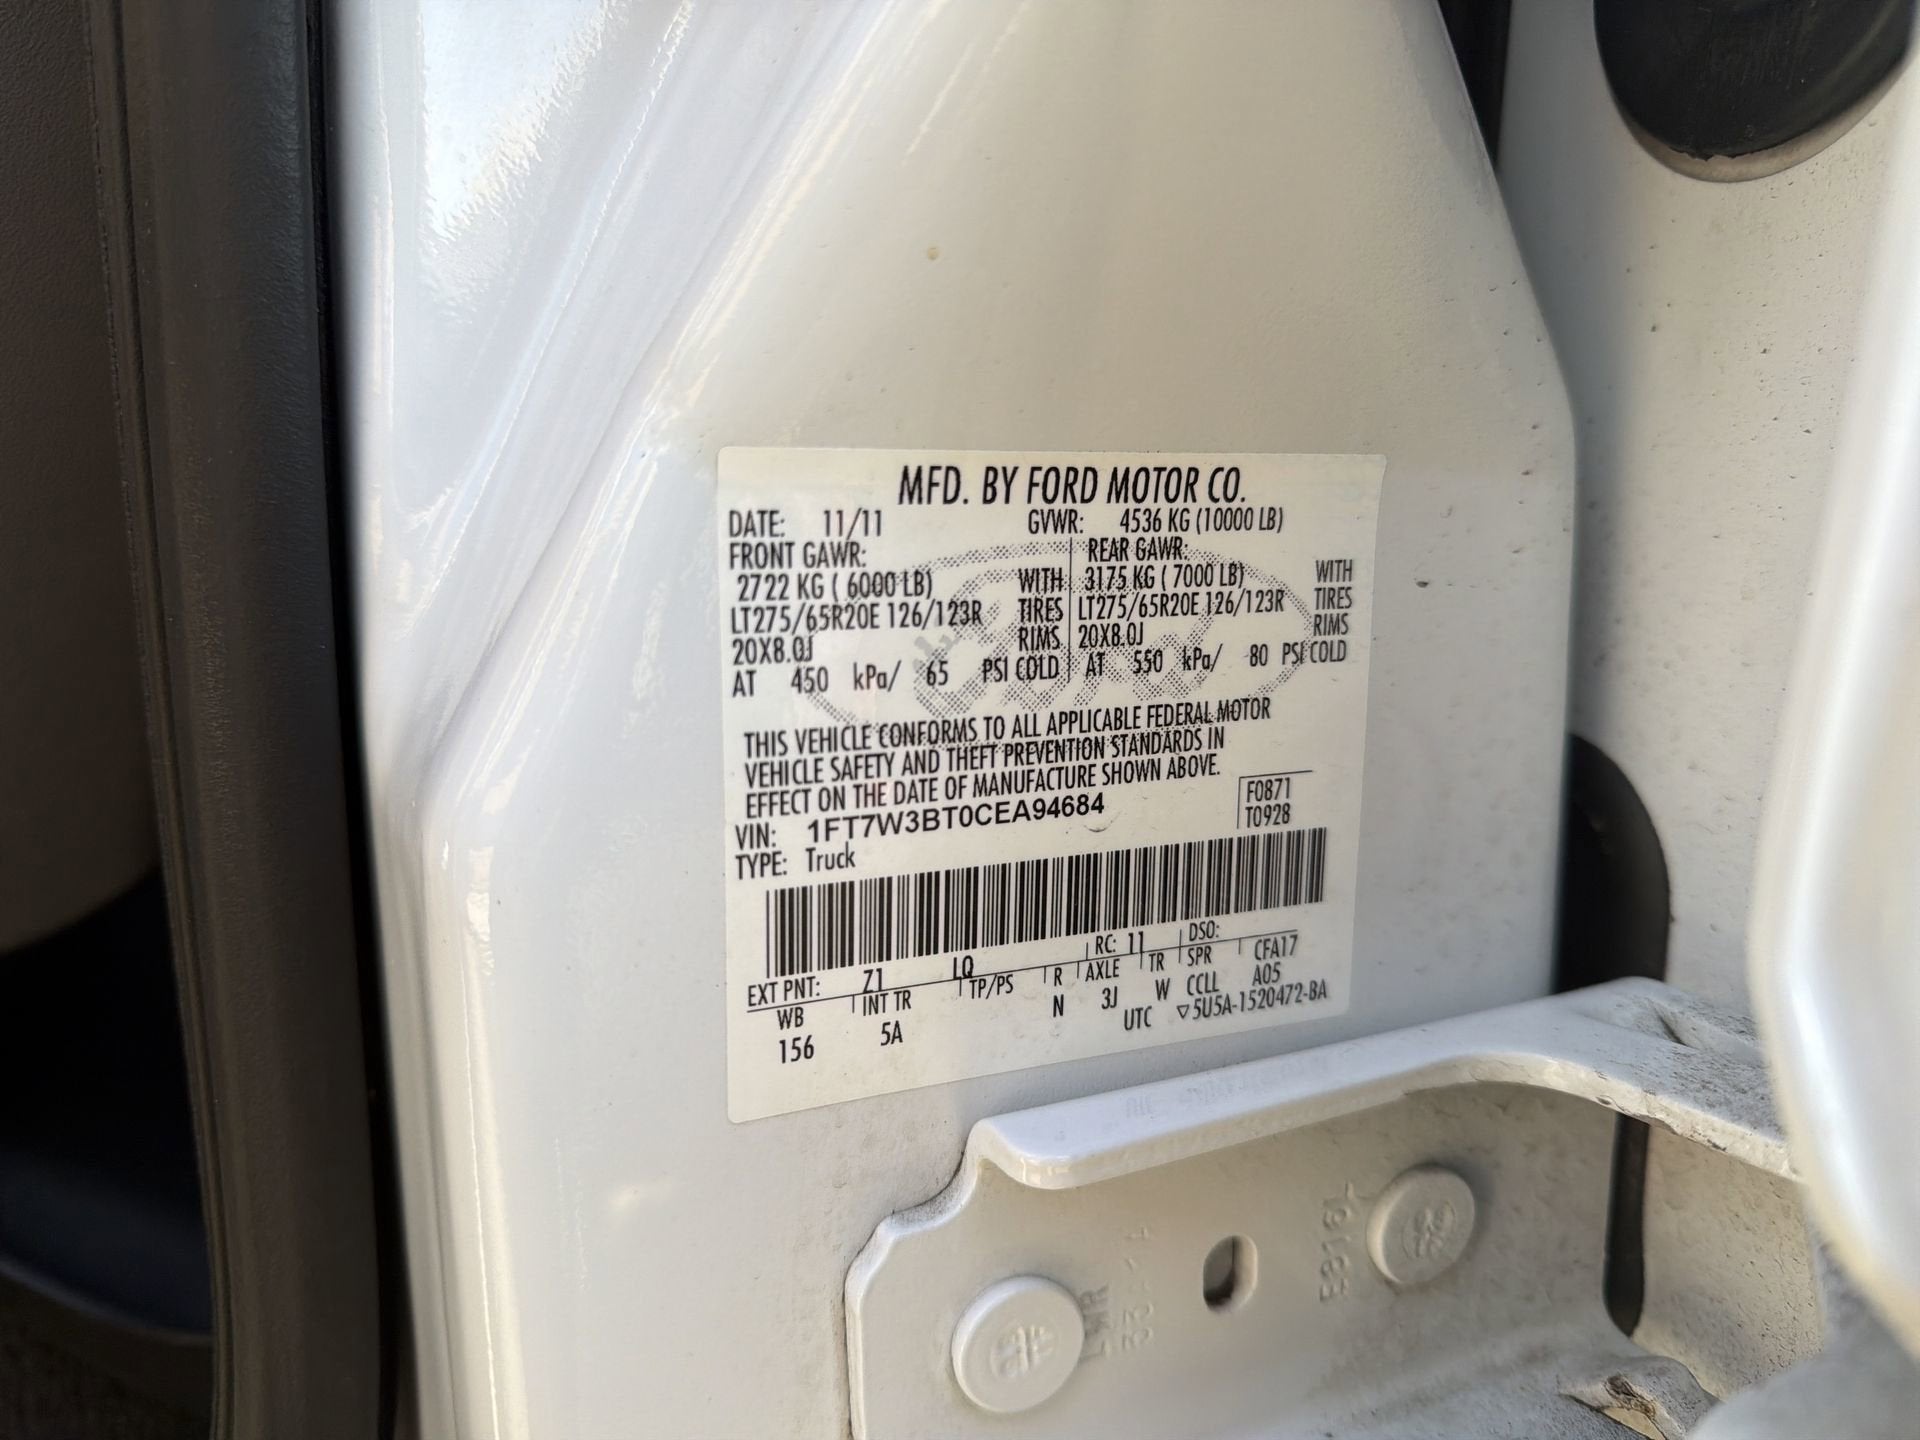 MFD. BY FORD MOTOR CO.
DATE: 11/11 GVWR: 4536 KG (10000 LB)
FRONT GAWR: REAR GAWR:
2722 KG ( 6000 LB) WITH 3175 KG ( 7000 LB) WITH
LT275/65R20E 126/123R TIRES LT275/65R20E 126/123R TIRES
20X8.0J RIMS 20X8.0J RIMS
AT 450 kPa/ 65 PSI COLD AT 550 kPa/ 80 PSI COLD
THIS VEHICLE CONFORMS TO ALL APPLICABLE FEDERAL MOTOR
VEHICLE SAFETY AND THEFT PREVENTION STANDARDS IN
EFFECT ON THE DATE OF MANUFACTURE SHOWN ABOVE.
VIN: 1FT7W3BT0CEA94684 F0871
TYPE: Truck T0928
EXT PNT: Z1 LQ RC: 11 DSO:
WB INT TR TP/PS R AXLE TR SPR CFA17
156 5A N 3J W CCLL A05
UTC ▽5U5A-1520472-BA